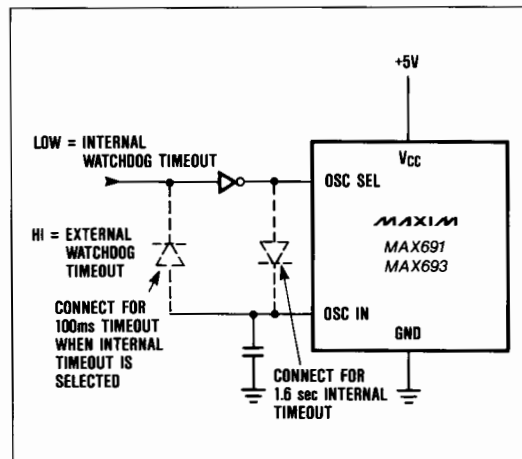 +5V
LOW = INTERNAL
WATCHDOG TIMEOUT
HI = EXTERNAL
WATCHDOG
TIMEOUT
CONNECT FOR
100ms TIMEOUT
WHEN INTERNAL
TIMEOUT IS
SELECTED
CONNECT FOR
1.6 sec INTERNAL
TIMEOUT
VCC
OSC SEL
MAXIM
MAX691
MAX693
OSC IN
GND